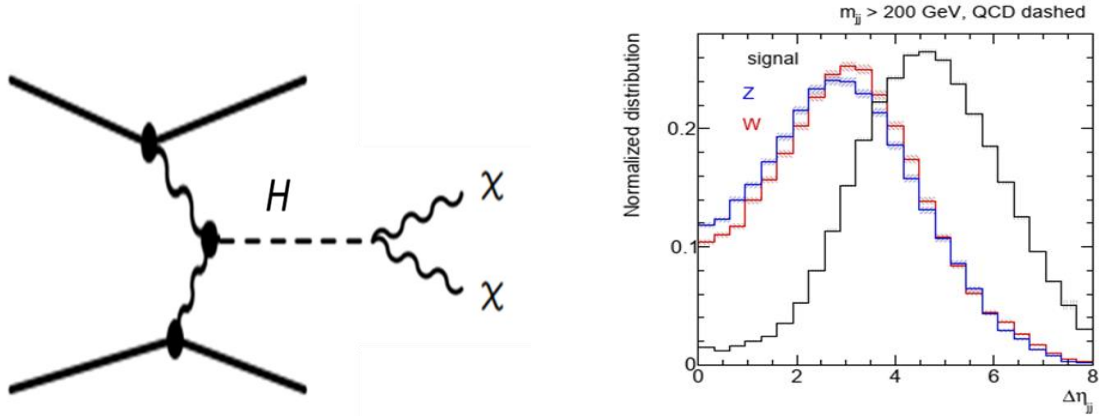 H
χ
χ
m_jj > 200 GeV, QCD dashed
Normalized distribution
signal
Z
W
0.2
0.1
0
0 2 4 6 8
Δη_jj